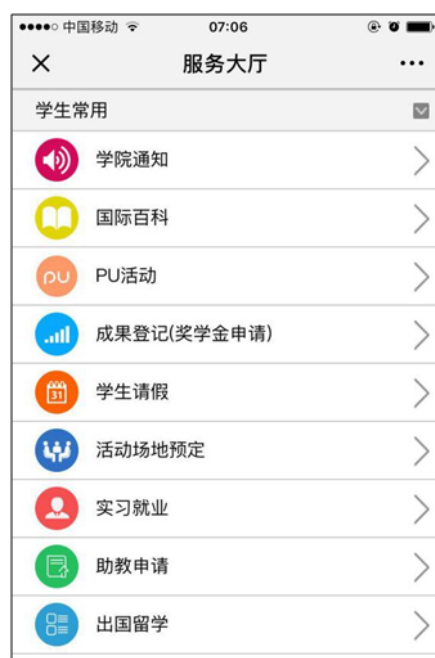 中国移动 07:06
服务大厅
学生常用
学院通知
国际百科
PU活动
成果登记(奖学金申请)
31
学生请假
活动场地预定
实习就业
助教申请
出国留学